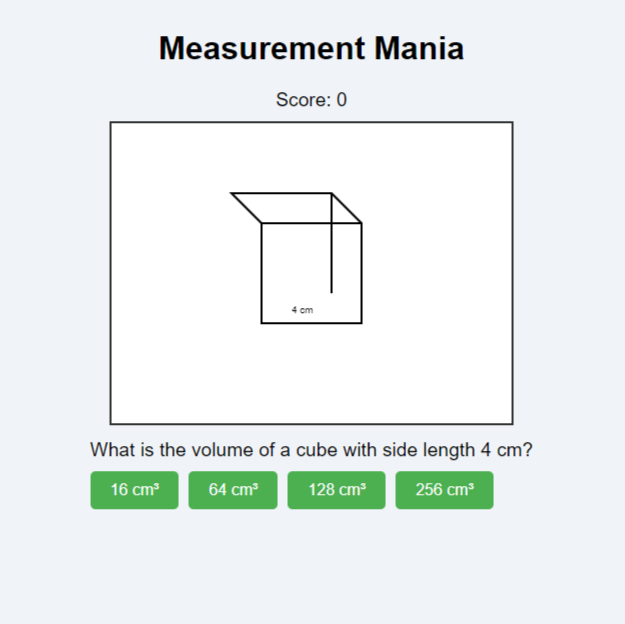 Measurement Mania
Score: 0
4 cm
What is the volume of a cube with side length 4 cm?
16 cm³ 64 cm³ 128 cm³ 256 cm³